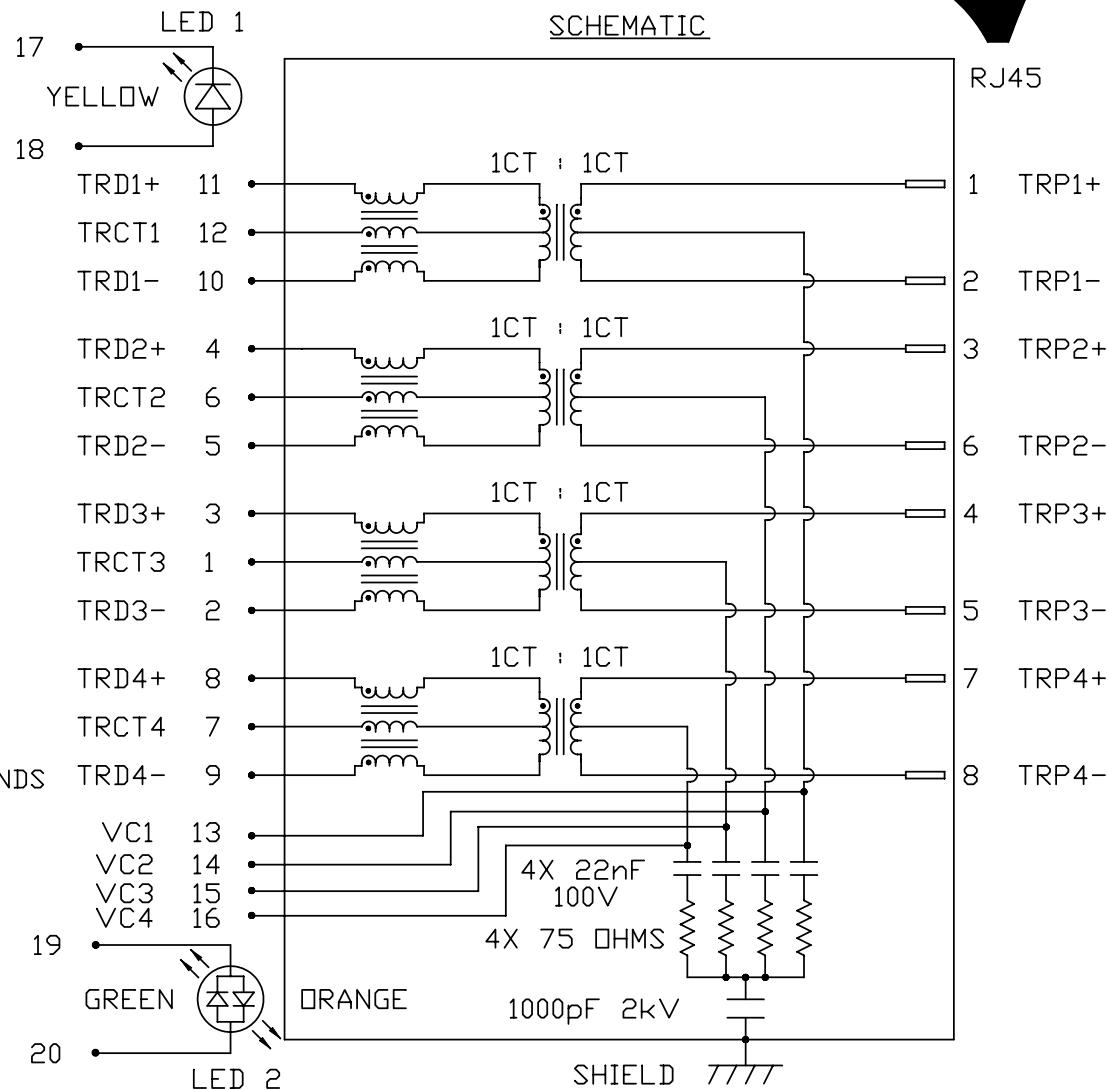 LED 1
SCHEMATIC
17
RJ45
YELLOW
18
1CT : 1CT
TRD1+ 11 1 TRP1+
TRCT1 12
TRD1- 10 2 TRP1-
1CT : 1CT
TRD2+ 4 3 TRP2+
TRCT2 6
TRD2- 5 6 TRP2-
1CT : 1CT
TRD3+ 3 4 TRP3+
TRCT3 1
TRD3- 2 5 TRP3-
1CT : 1CT
TRD4+ 8 7 TRP4+
TRCT4 7
NDS TRD4- 9 8 TRP4-
VC1 13
VC2 14
VC3 15
VC4 16
4X 22nF
100V
4X 75 OHMS
19
GREEN ORANGE
1000pF 2kV
20
LED 2
SHIELD